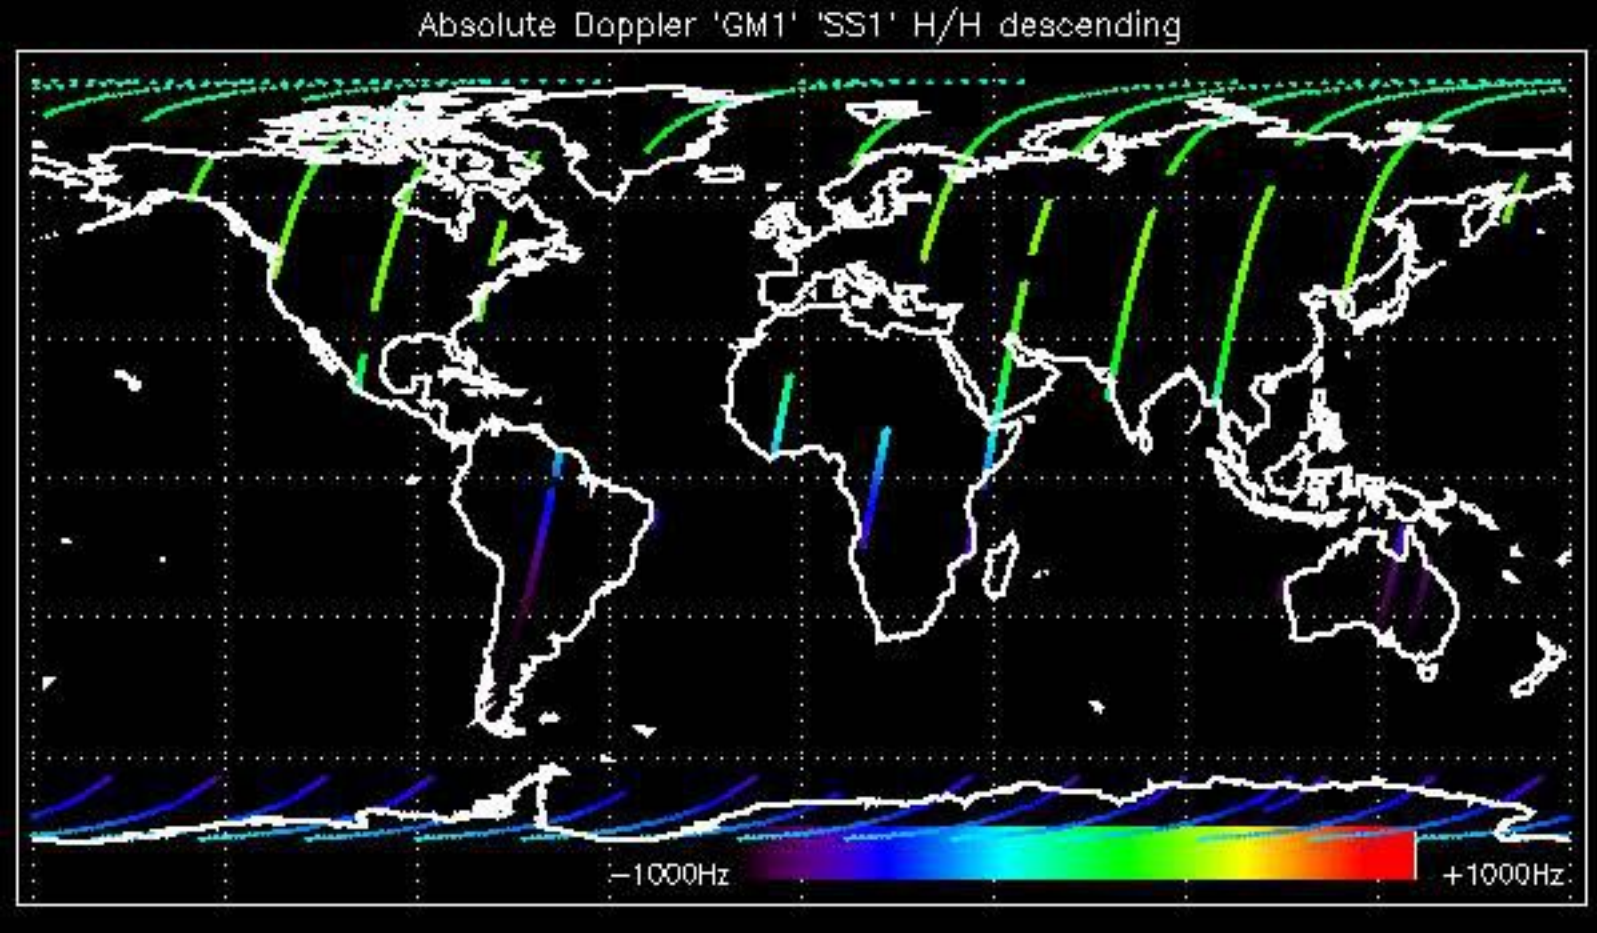 Absolute Doppler 'GM1' 'SS1' H/H descending
−1000Hz +1000Hz